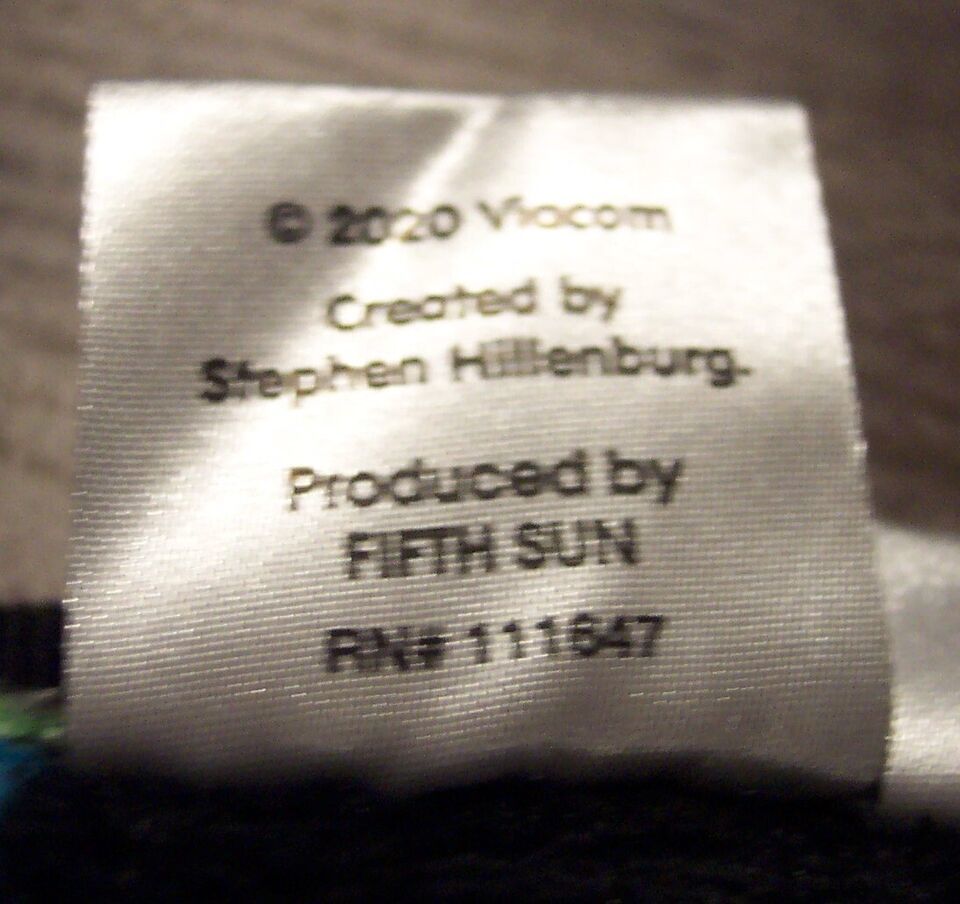 © 2020 Viacom
Created by
Stephen Hillenburg.
Produced by
FIFTH SUN
RN# 111647